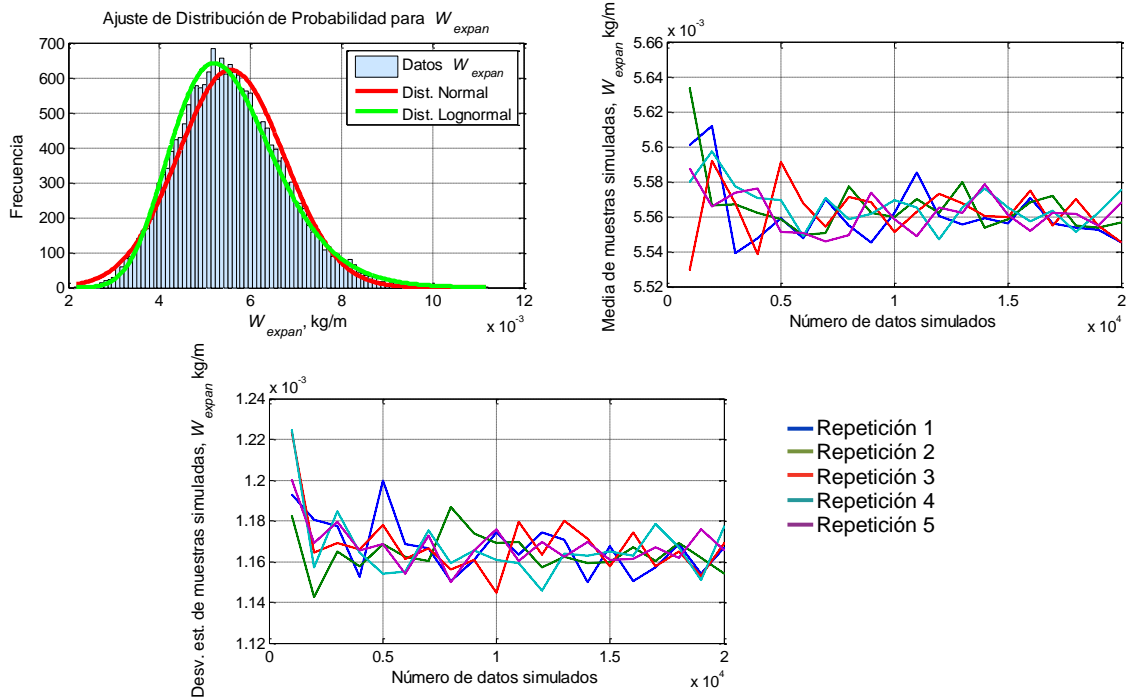 Ajuste de Distribución de Probabilidad para W expan
700
600
500
400
300
200
100
0
Frecuencia
2 4 6 8 10 12
x 10 -3
W expan, kg/m
Datos W expan
Dist. Normal
Dist. Lognormal
x 10 -3
5.66
5.64
5.62
5.6
5.58
5.56
5.54
5.52
Media de muestras simuladas, W expan kg/m
0 0.5 1 1.5 2
Número de datos simulados
x 10 4
x 10 -3
1.24
1.22
1.2
1.18
1.16
1.14
1.12
Desv. est. de muestras simuladas, W expan kg/m
0 0.5 1 1.5 2
Número de datos simulados
x 10 4
Repetición 1
Repetición 2
Repetición 3
Repetición 4
Repetición 5